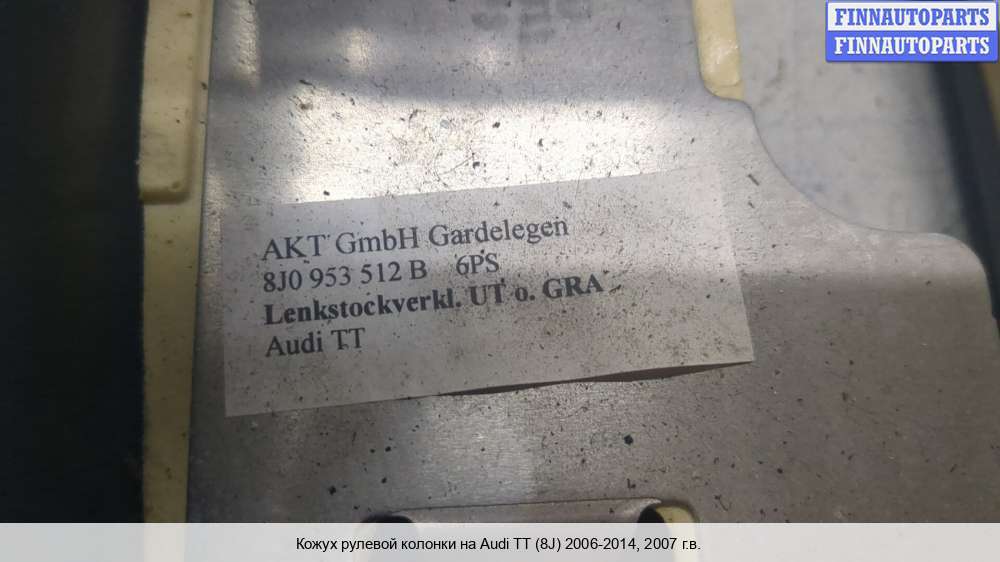 FINNAUTOPARTS
FINNAUTOPARTS
AKT GmbH Gardelegen
8J0 953 512 B 6PS
Lenkstockverkl. UT o. GRA
Audi TT
Кожух рулевой колонки на Audi TT (8J) 2006-2014, 2007 г.в.